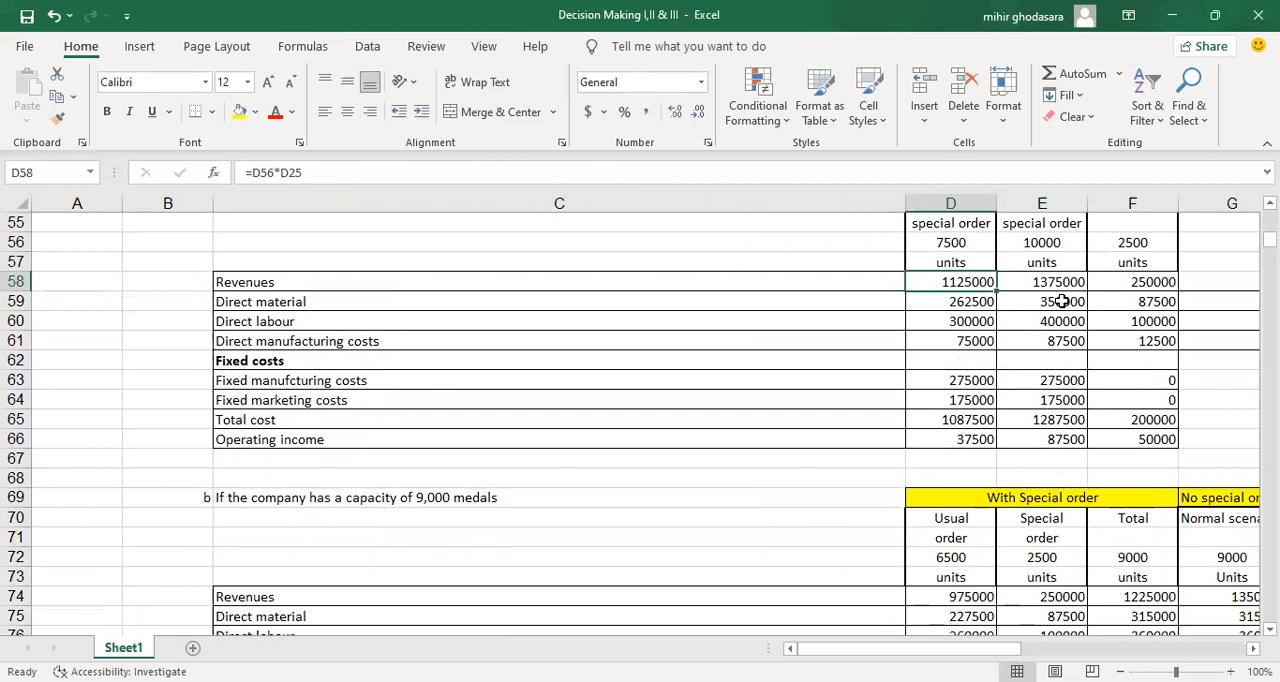 Decision Making I,II & III - Excel
mihir ghodasara
File Home Insert Page Layout Formulas Data Review View Help Tell me what you want to do Share
Paste
Clipboard
Calibri 12
B I U
Font
Wrap Text
Merge & Center
Alignment
General
$ % ,
Number
Conditional Formatting
Format as Table
Cell Styles
Styles
Insert Delete Format
Cells
AutoSum
Fill
Clear
Sort & Filter
Find & Select
Editing
D58 fx =D56*D25
A B C D E F G
55 special order special order
56 7500 10000 2500
57 units units units
58 Revenues 1125000 1375000 250000
59 Direct material 262500 87500
60 Direct labour 300000 400000 100000
61 Direct manufacturing costs 75000 87500 12500
62 Fixed costs
63 Fixed manufcturing costs 275000 275000 0
64 Fixed marketing costs 175000 175000 0
65 Total cost 1087500 1287500 200000
66 Operating income 37500 87500 50000
67
68
69 b If the company has a capacity of 9,000 medals With Special order No special or
70 Usual Special Total Normal scena
71 order order
72 6500 2500 9000 9000
73 units units units Units
74 Revenues 975000 250000 1225000 1350
75 Direct material 227500 87500 315000 315
Sheet1
Ready Accessibility: Investigate 100%